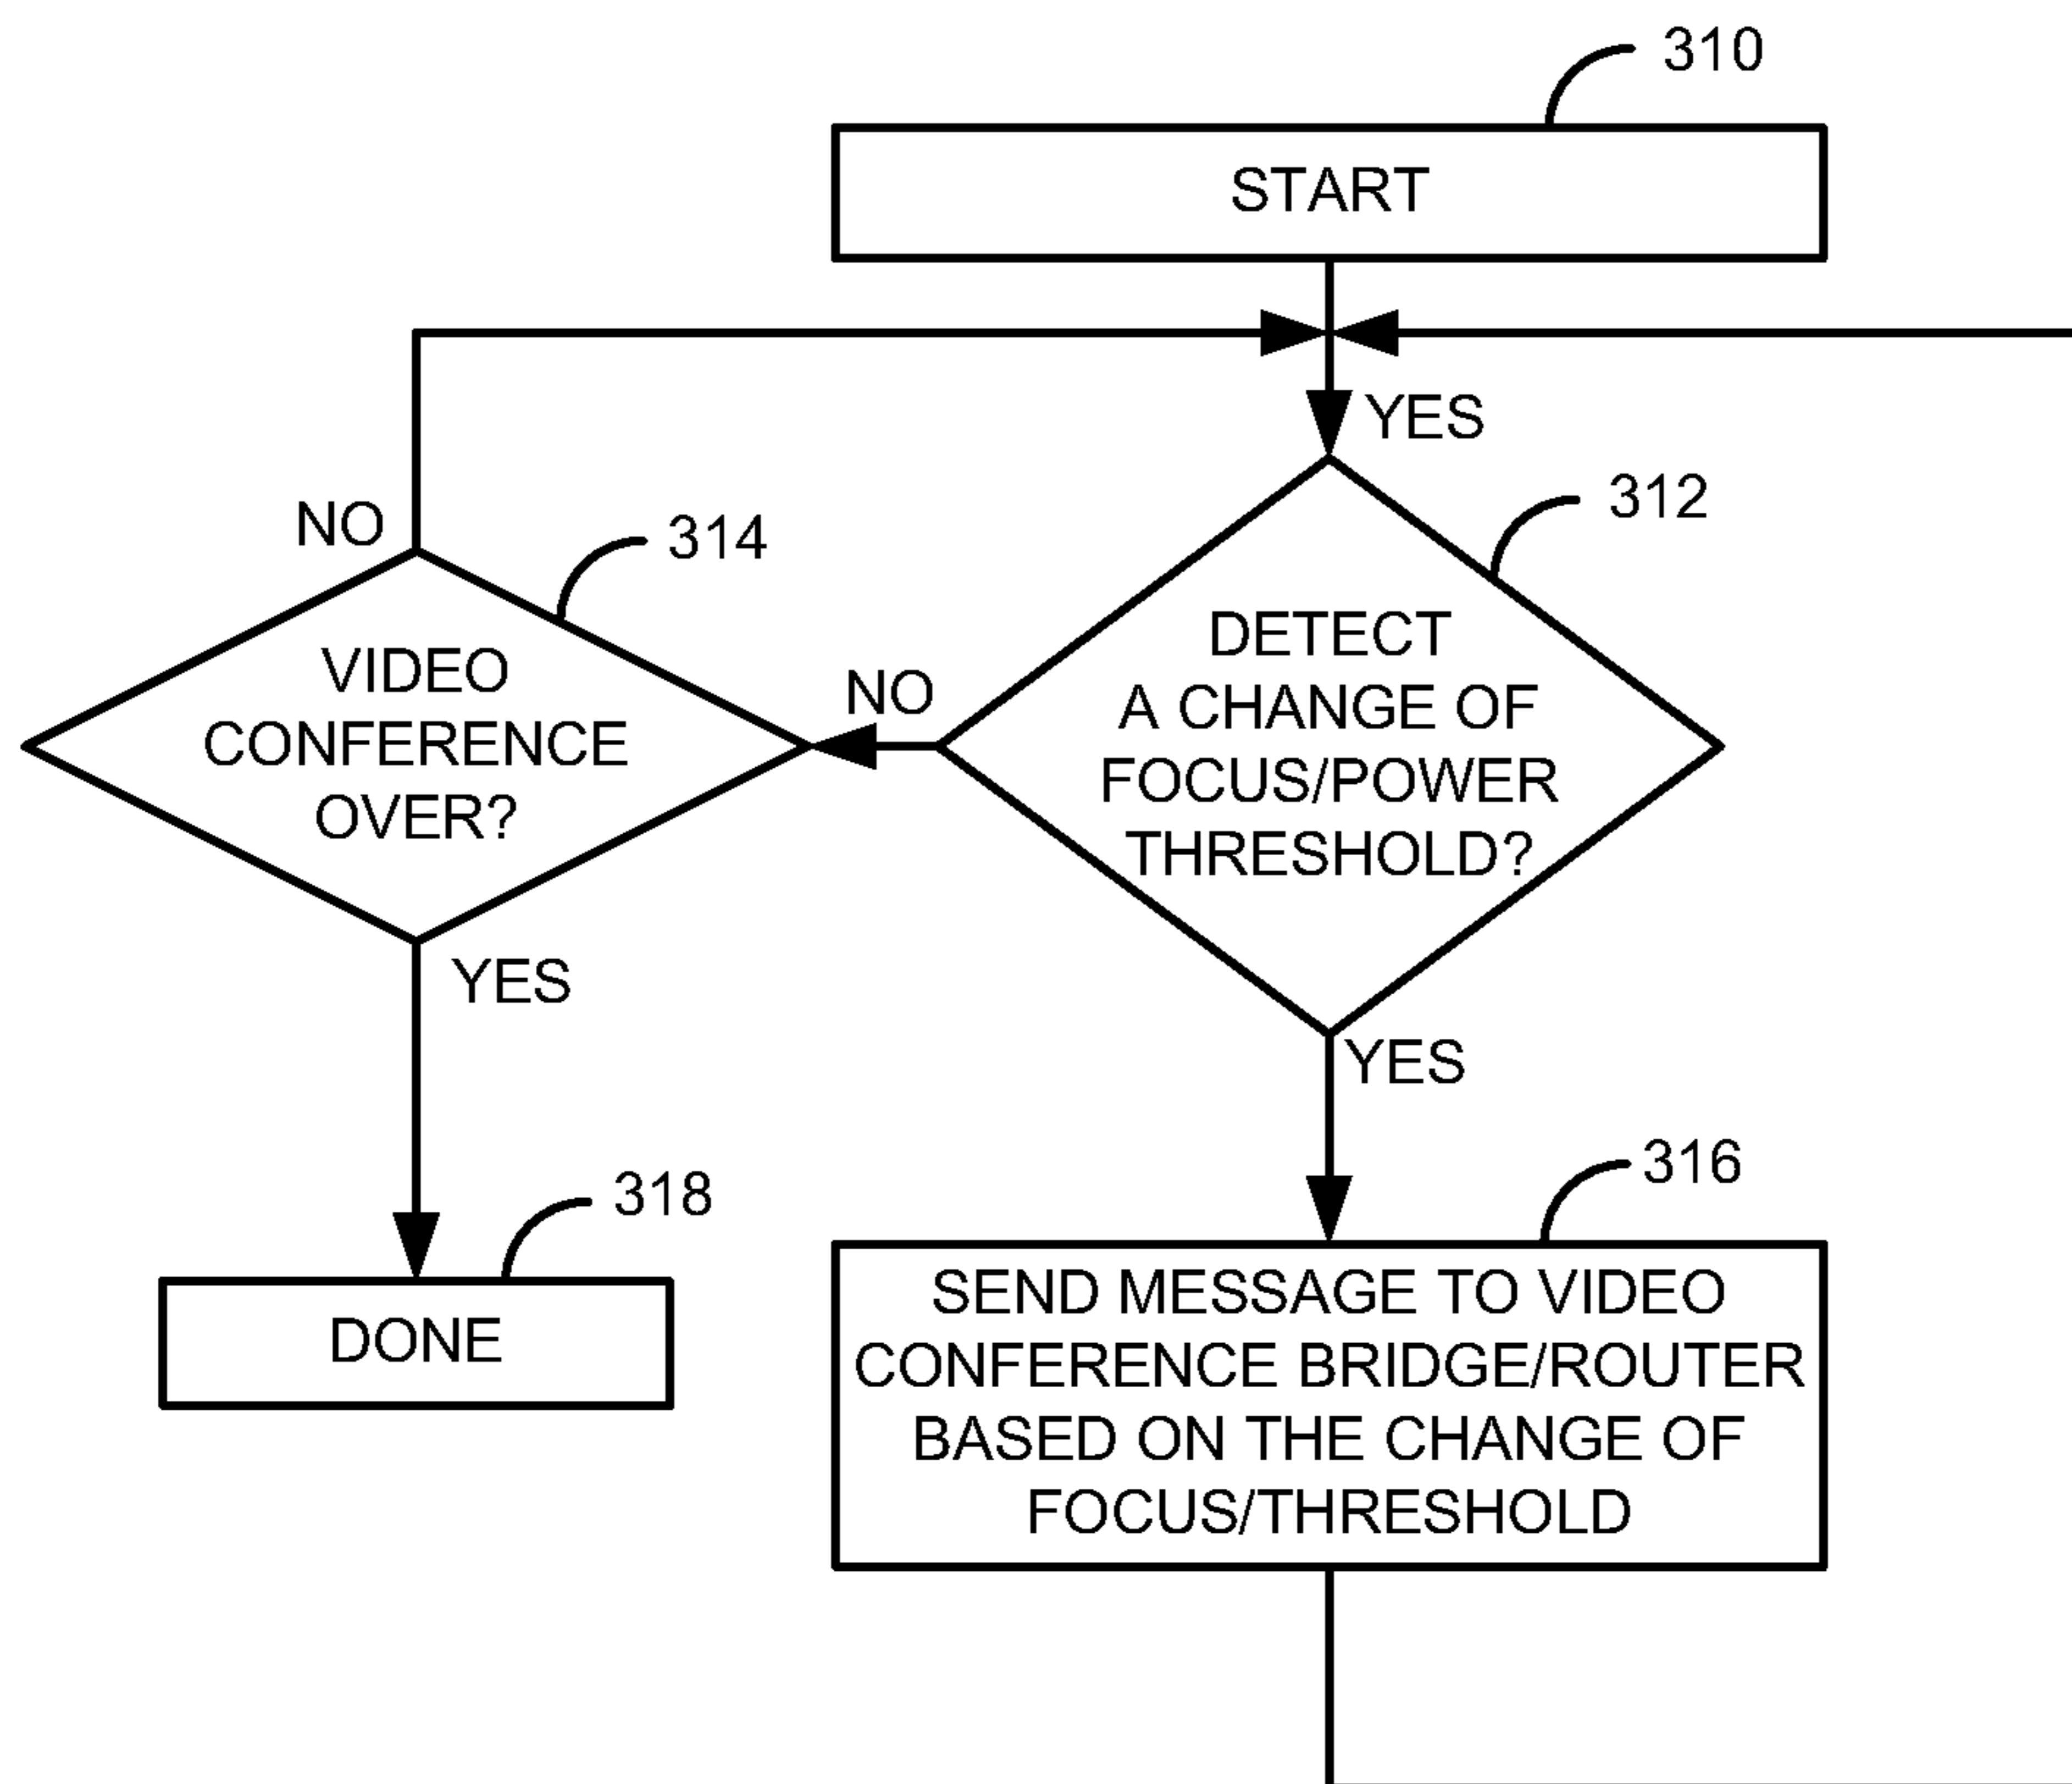 310
START
YES
312
NO
314
DETECT
A CHANGE OF
FOCUS/POWER
THRESHOLD?
VIDEO
CONFERENCE
OVER?
NO
YES
YES
316
318
SEND MESSAGE TO VIDEO
CONFERENCE BRIDGE/ROUTER
BASED ON THE CHANGE OF
FOCUS/THRESHOLD
DONE